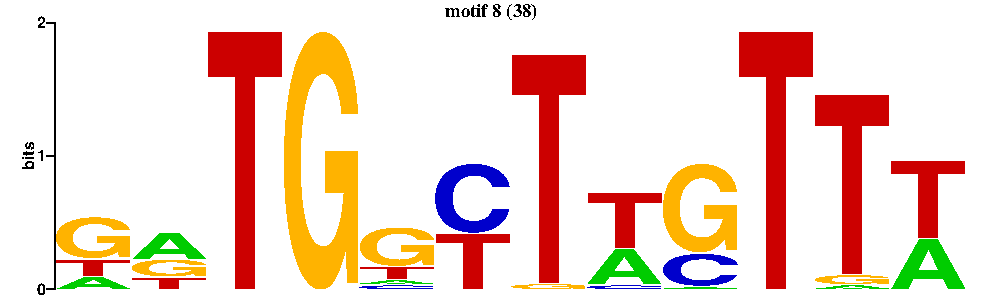 motif 8 (38)
2
bits
1
0
G A T G G C T T G T T T
T G T T G A C G A
A T A C A A
C